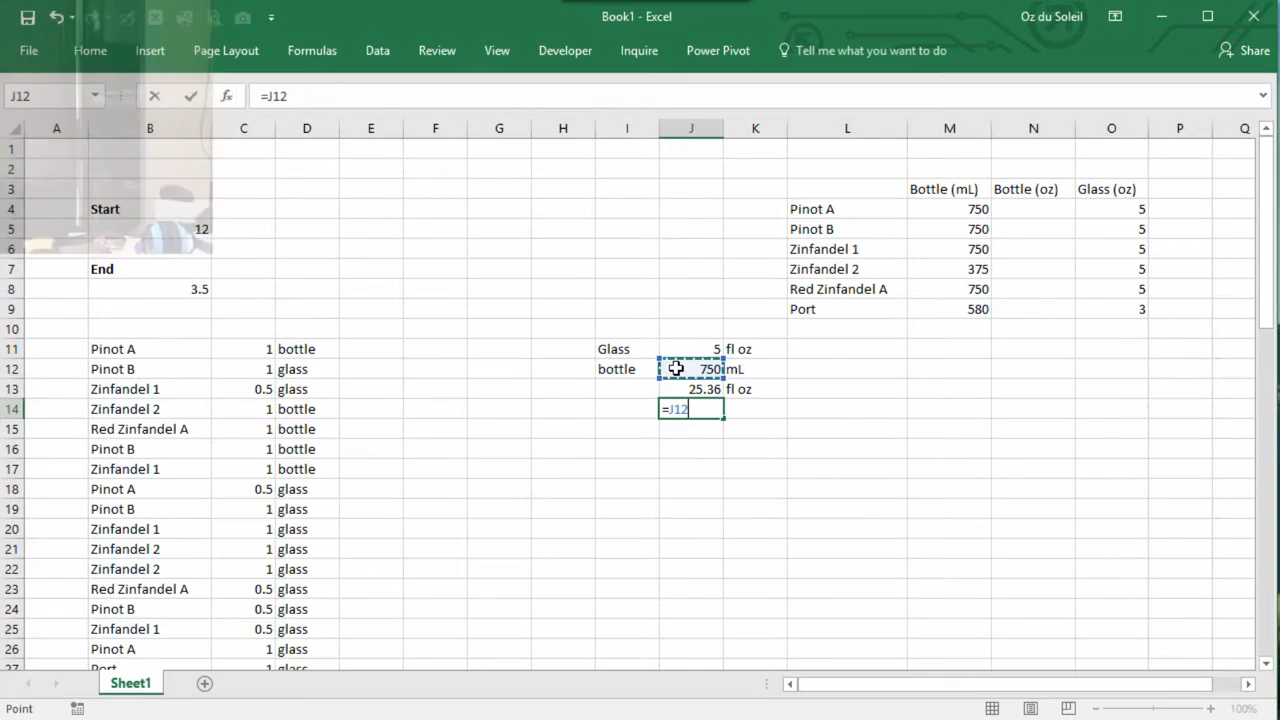 Book1 - Excel
Oz du Soleil
File Home Insert Page Layout Formulas Data Review View Developer Inquire Power Pivot Tell me what you want to do Share
J12 fx =J12
A B C D E F G H I J K L M N O P Q
1
2
3 Bottle (mL) Bottle (oz) Glass (oz)
4 Start Pinot A 750 5
5 12 Pinot B 750 5
6 Zinfandel 1 750 5
7 End Zinfandel 2 375 5
8 3.5 Red Zinfandel A 750 5
9 Port 580 3
10
11 Pinot A 1 bottle Glass 5 fl oz
12 Pinot B 1 glass bottle 750 mL
13 Zinfandel 1 0.5 glass 25.36 fl oz
14 Zinfandel 2 1 bottle =J12
15 Red Zinfandel A 1 bottle
16 Pinot B 1 bottle
17 Zinfandel 1 1 bottle
18 Pinot A 0.5 glass
19 Pinot B 1 glass
20 Zinfandel 1 1 glass
21 Zinfandel 2 1 glass
22 Zinfandel 2 1 glass
23 Red Zinfandel A 0.5 glass
24 Pinot B 0.5 glass
25 Zinfandel 1 0.5 glass
26 Pinot A 1 glass
27 Port 1 glass
Sheet1
Point 100%